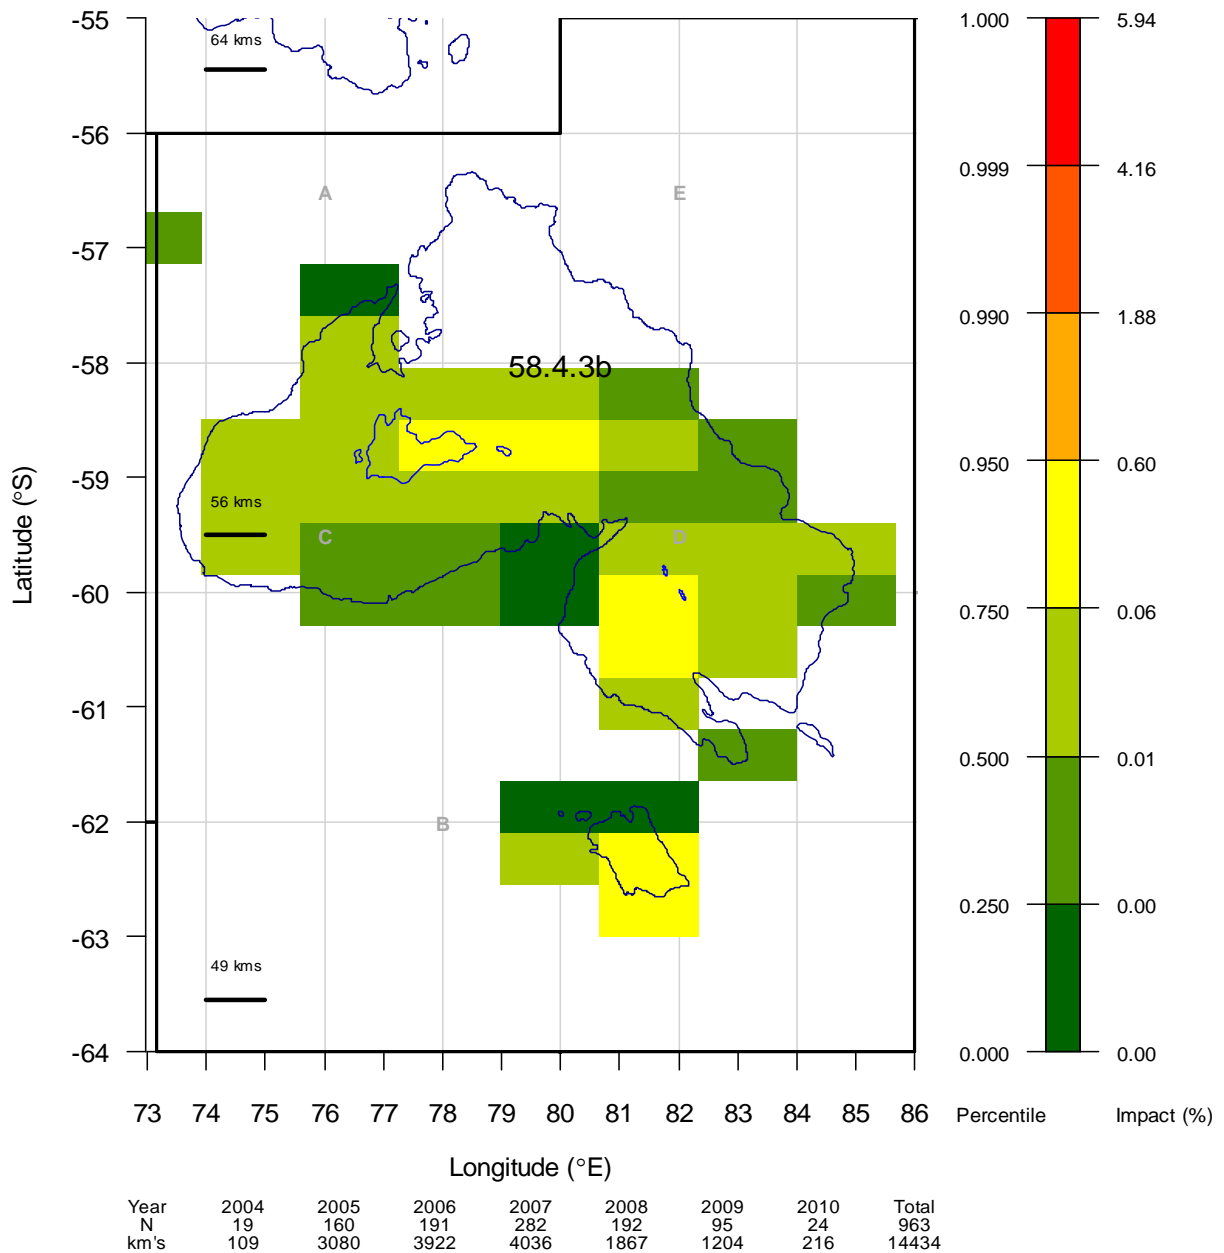 -55
-56
-57
-58
-59
-60
-61
-62
-63
-64
Latitude (°S)
64 kms
A
E
58.4.3b
56 kms
C
D
B
49 kms
73 74 75 76 77 78 79 80 81 82 83 84 85 86
Longitude (°E)
1.000 5.94
0.999 4.16
0.990 1.88
0.950 0.60
0.750 0.06
0.500 0.01
0.250 0.00
0.000 0.00
Percentile Impact (%)
Year 2004 2005 2006 2007 2008 2009 2010 Total
N 19 160 191 282 192 95 24 963
km's 109 3080 3922 4036 1867 1204 216 14434